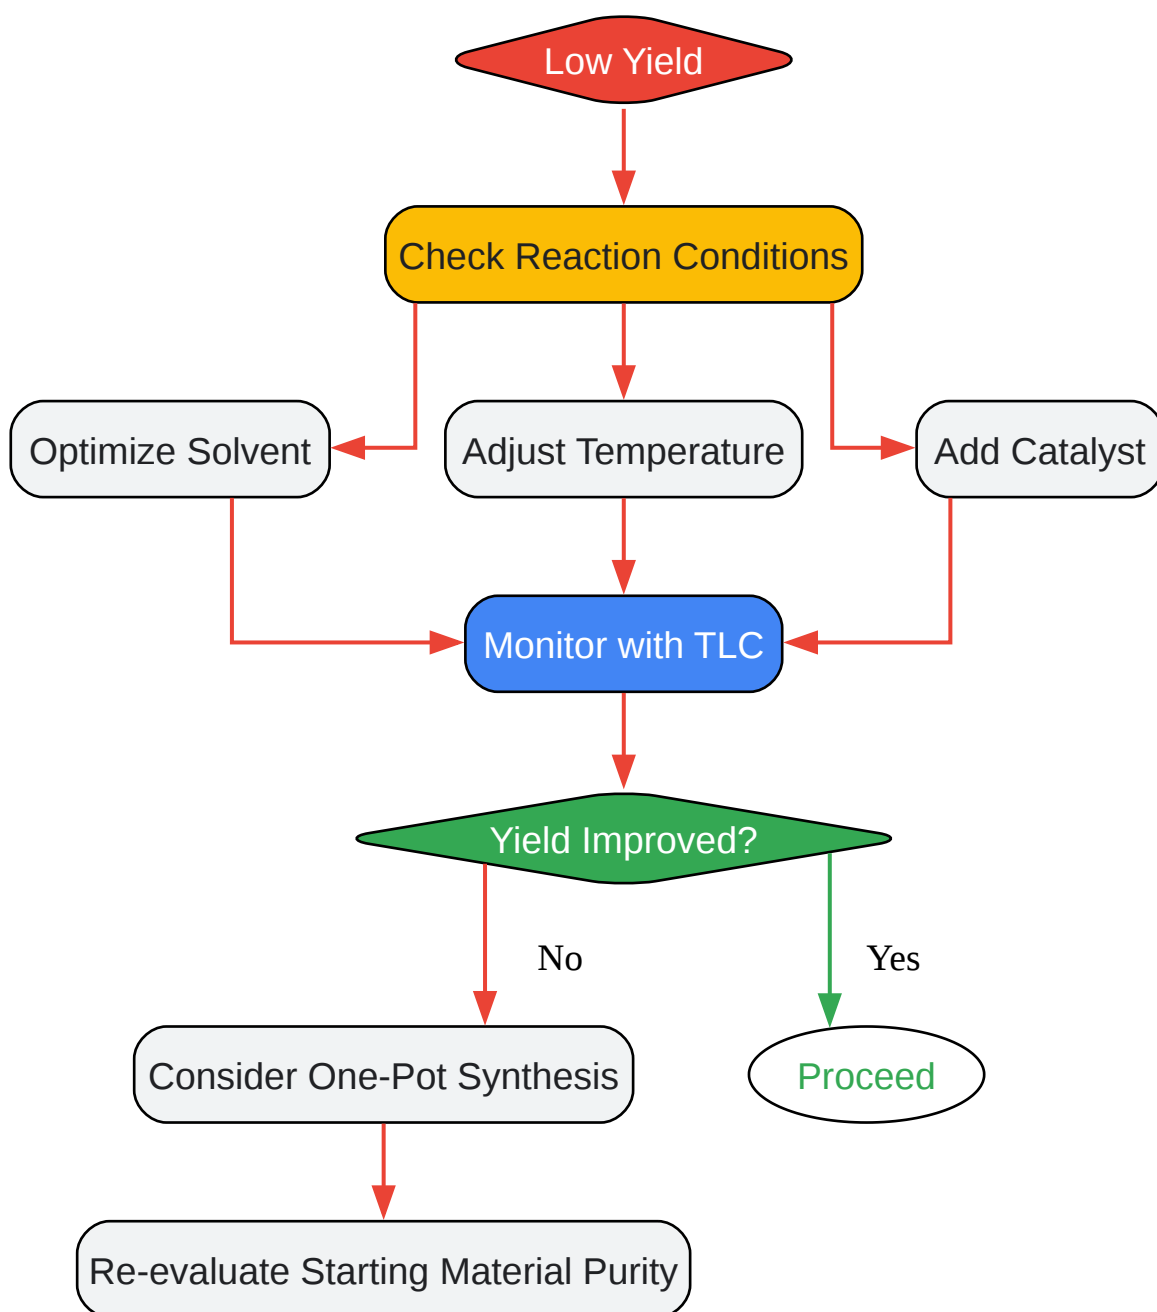 Low Yield
Check Reaction Conditions
Optimize Solvent
Adjust Temperature
Add Catalyst
Monitor with TLC
Yield Improved?
No
Yes
Consider One-Pot Synthesis
Proceed
Re-evaluate Starting Material Purity